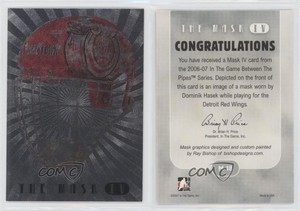 THE MASK IV
COMC
THE MASK IV
CONGRATULATIONS
You have received a Mask IV card from
the 2006-07 In The Game Between The
Pipes™ Series. Depicted on the front of
this card is an image of a mask worn by
Dominik Hasek while playing for the
Detroit Red Wings.
Dr. Brian H. Price
President, In The Game, Inc.
COMC
Mask graphics designed and custom painted
by Ray Bishop of bishopdesigns.com.